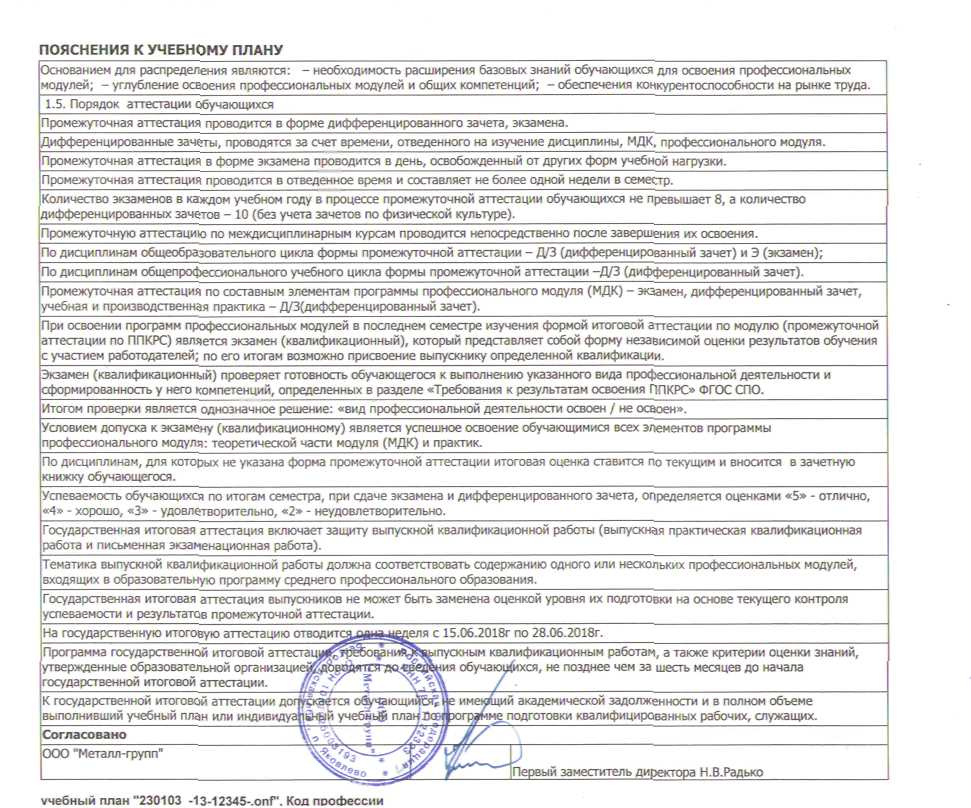 ПОЯСНЕНИЯ К УЧЕБНОМУ ПЛАНУ
Основанием для распределения являются: – необходимость расширения базовых знаний обучающихся для освоения профессиональных
модулей; – углубление освоения профессиональных модулей и общих компетенций; – обеспечения конкурентоспособности на рынке труда.
1.5. Порядок аттестации обучающихся
Промежуточная аттестация проводится в форме дифференцированного зачета, экзамена.
Дифференцированные зачеты, проводятся за счет времени, отведенного на изучение дисциплины, МДК, профессионального модуля.
Промежуточная аттестация в форме экзамена проводится в день, освобожденный от других форм учебной нагрузки.
Промежуточная аттестация проводится в отведенное время и составляет не более одной недели в семестр.
Количество экзаменов в каждом учебном году в процессе промежуточной аттестации обучающихся не превышает 8, а количество
дифференцированных зачетов – 10 (без учета зачетов по физической культуре).
Промежуточную аттестацию по междисциплинарным курсам проводится непосредственно после завершения их освоения.
По дисциплинам общеобразовательного цикла формы промежуточной аттестации – Д/З (дифференцированный зачет) и Э (экзамен);
По дисциплинам общепрофессионального учебного цикла формы промежуточной аттестации –Д/З (дифференцированный зачет).
Промежуточная аттестация по составным элементам программы профессионального модуля (МДК) – экзамен, дифференцированный зачет,
учебная и производственная практика – Д/З(дифференцированный зачет).
При освоении программ профессиональных модулей в последнем семестре изучения формой итоговой аттестации по модулю (промежуточной
аттестации по ППКРС) является экзамен (квалификационный), который представляет собой форму независимой оценки результатов обучения
с участием работодателей; по его итогам возможно присвоение выпускнику определенной квалификации.
Экзамен (квалификационный) проверяет готовность обучающегося к выполнению указанного вида профессиональной деятельности и
сформированность у него компетенций, определенных в разделе «Требования к результатам освоения ППКРС» ФГОС СПО.
Итогом проверки является однозначное решение: «вид профессиональной деятельности освоен / не освоен».
Условием допуска к экзамену (квалификационному) является успешное освоение обучающимися всех элементов программы
профессионального модуля: теоретической части модуля (МДК) и практик.
По дисциплинам, для которых не указана форма промежуточной аттестации итоговая оценка ставится по текущим и вносится в зачетную
книжку обучающегося.
Успеваемость обучающихся по итогам семестра, при сдаче экзамена и дифференцированного зачета, определяется оценками «5» - отлично,
«4» - хорошо, «3» - удовлетворительно, «2» - неудовлетворительно.
Государственная итоговая аттестация включает защиту выпускной квалификационной работы (выпускная практическая квалификационная
работа и письменная экзаменационная работа).
Тематика выпускной квалификационной работы должна соответствовать содержанию одного или нескольких профессиональных модулей,
входящих в образовательную программу среднего профессионального образования.
Государственная итоговая аттестация выпускников не может быть заменена оценкой уровня их подготовки на основе текущего контроля
успеваемости и результатов промежуточной аттестации.
На государственную итоговую аттестацию отводится одна неделя с 15.06.2018г по 28.06.2018г.
Программа государственной итоговой аттестации, требования к выпускным квалификационным работам, а также критерии оценки знаний,
утвержденные образовательной организацией, доводятся до сведения обучающихся, не позднее чем за шесть месяцев до начала
государственной итоговой аттестации.
К государственной итоговой аттестации допускается обучающийся, не имеющий академической задолженности и в полном объеме
выполнивший учебный план или индивидуальный учебный план по программе подготовки квалифицированных рабочих, служащих.
Согласовано
ООО "Металл-групп"
Первый заместитель директора Н.В.Радько
учебный план "230103_-13-12345-.onf". Код профессии